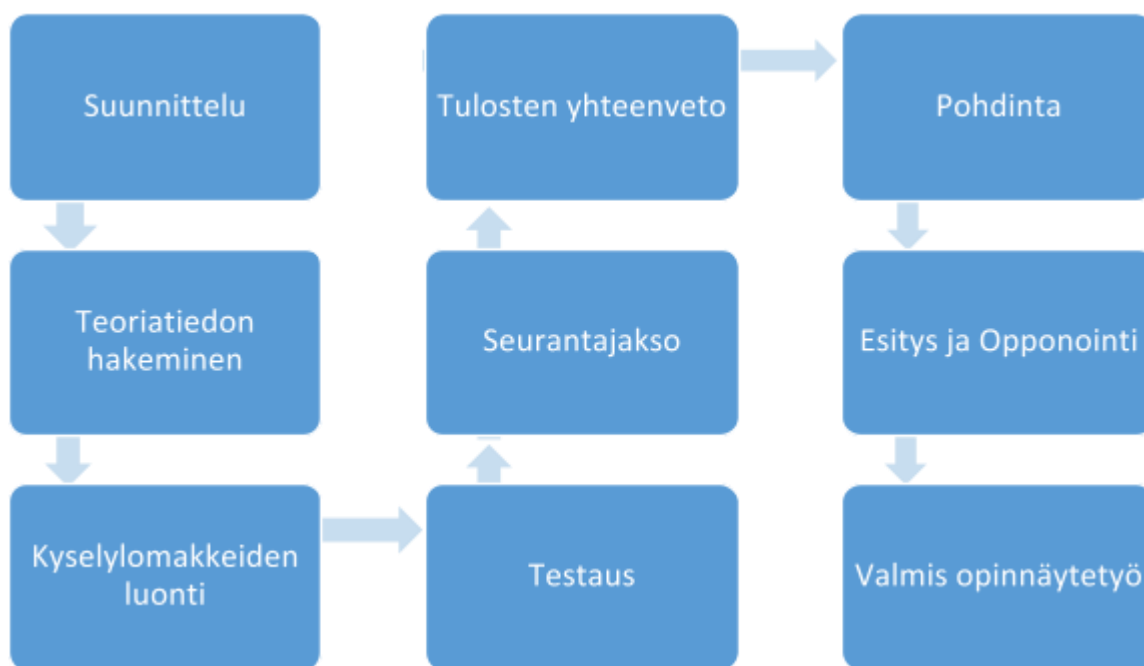 Suunnittelu
Teoriatiedon
hakeminen
Kyselylomakkeiden
luonti
Testaus
Seurantajakso
Tulosten yhteenveto
Pohdinta
Esitys ja Opponointi
Valmis opinnäytetyö